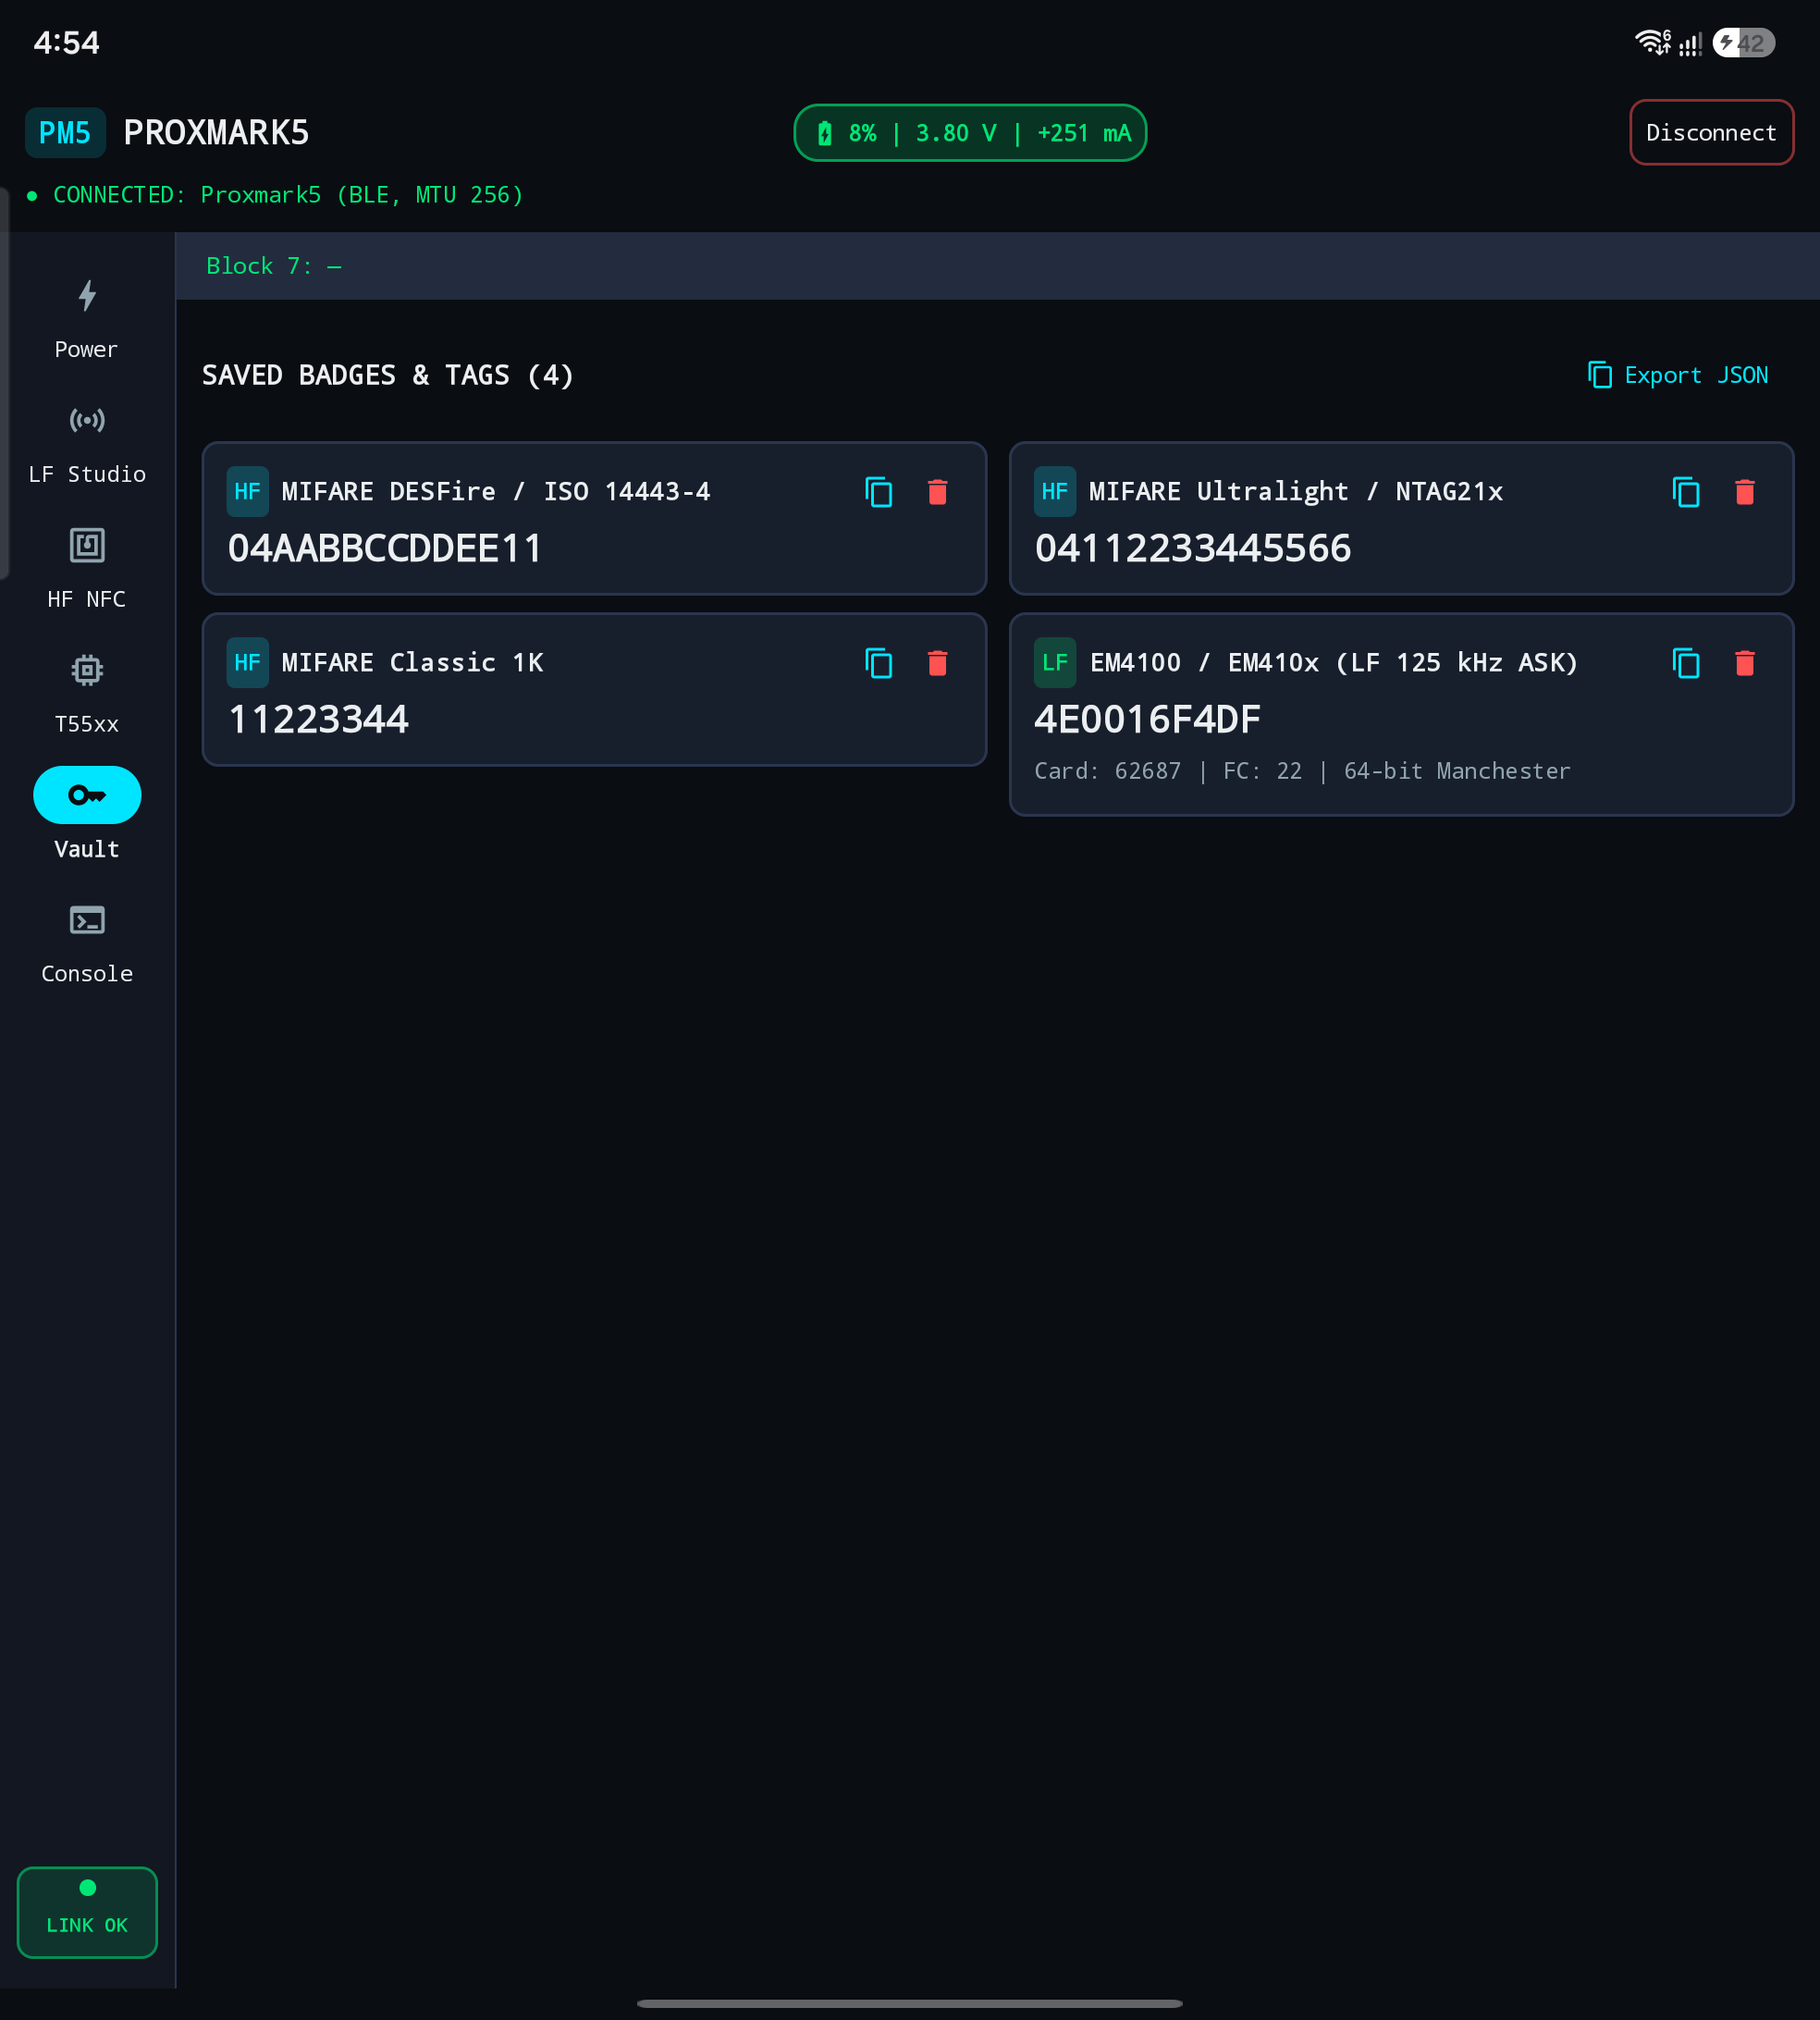 4:54
6
42
PM5 PROXMARK5
8% | 3.80 V | +251 mA
Disconnect
● CONNECTED: Proxmark5 (BLE, MTU 256)
Block 7: —
Power
LF Studio
HF NFC
T55xx
Vault
Console
LINK OK
SAVED BADGES & TAGS (4)
Export JSON
HF MIFARE DESFire / ISO 14443-4
04AABBCCDDEE11
HF MIFARE Ultralight / NTAG21x
04112233445566
HF MIFARE Classic 1K
11223344
LF EM4100 / EM410x (LF 125 kHz ASK)
4E0016F4DF
Card: 62687 | FC: 22 | 64-bit Manchester